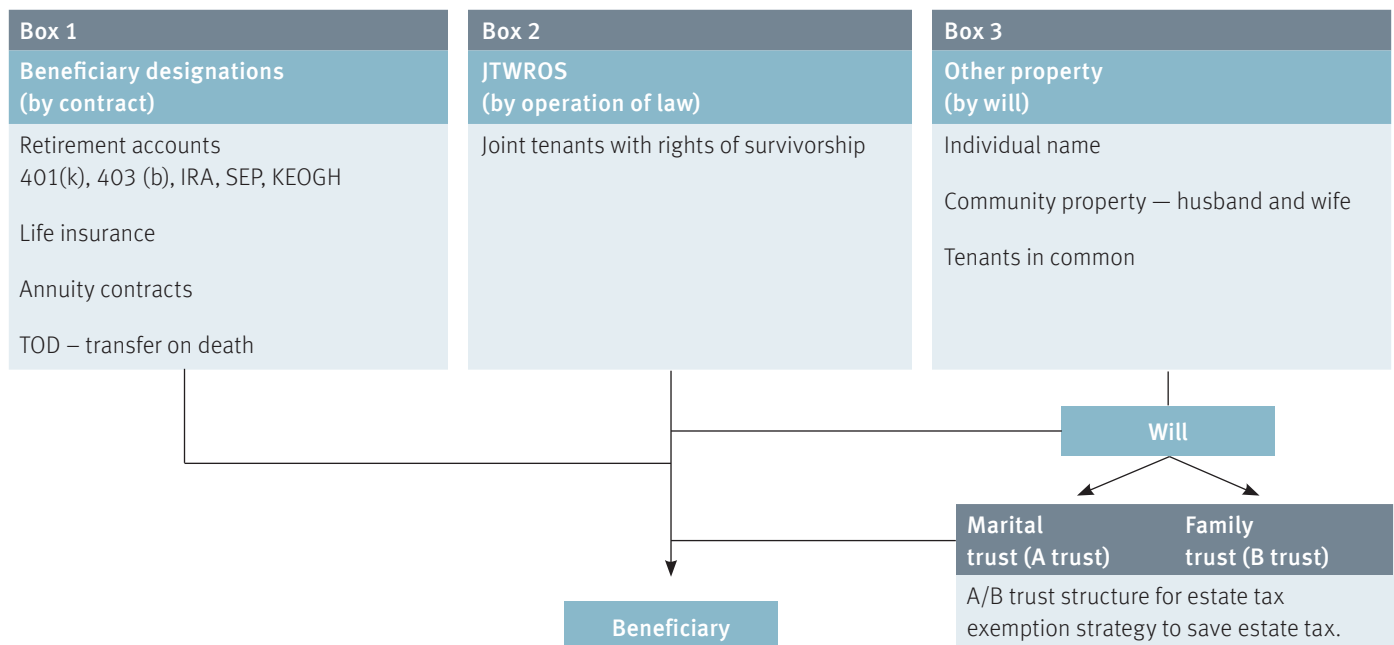 Box 1
Beneficiary designations
(by contract)
Retirement accounts
401(k), 403 (b), IRA, SEP, KEOGH
Life insurance
Annuity contracts
TOD – transfer on death
Box 2
JTWROS
(by operation of law)
Joint tenants with rights of survivorship
Box 3
Other property
(by will)
Individual name
Community property — husband and wife
Tenants in common
Will
Marital
trust (A trust)
Family
trust (B trust)
A/B trust structure for estate tax
exemption strategy to save estate tax.
Beneficiary